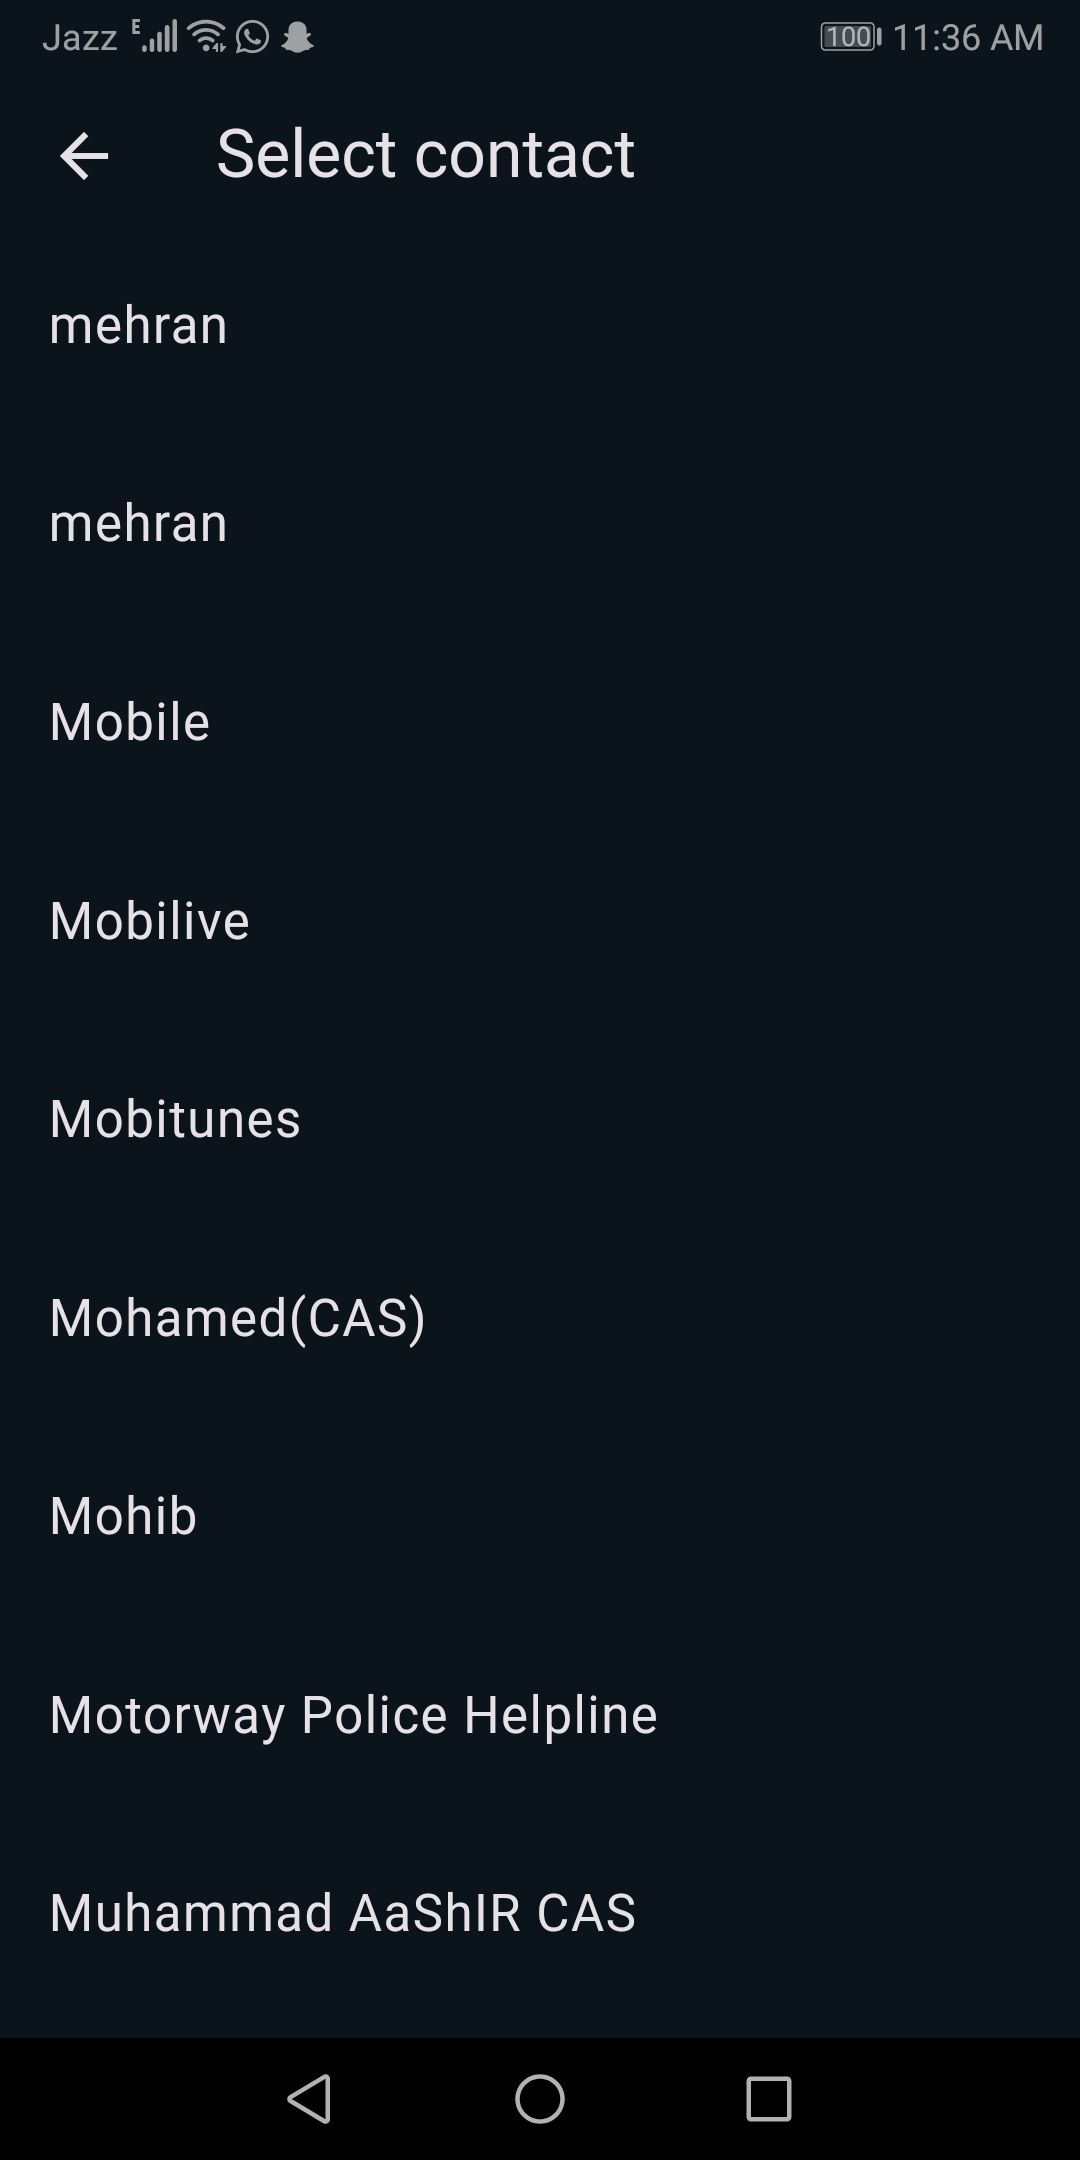 Jazz E 100 11:36 AM
Select contact
mehran
mehran
Mobile
Mobilive
Mobitunes
Mohamed(CAS)
Mohib
Motorway Police Helpline
Muhammad AaShIR CAS